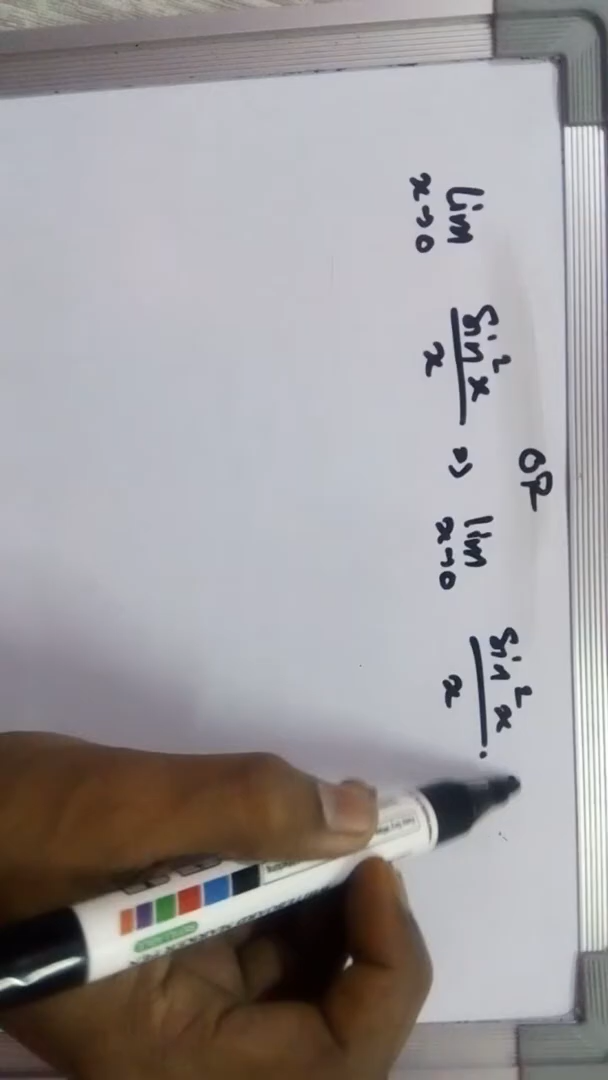 OR
lim x→0 sin²x/x ⇒ lim x→0 sin²x/x ·